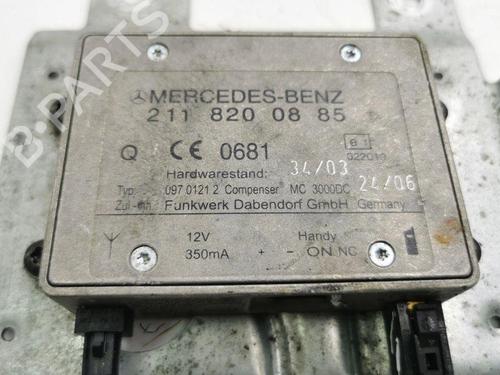 B-PARTS
MERCEDES-BENZ
211 820 08 85
Q CE 0681
Hardwarestand: 34/03
Typ. 097 0121 2 Compenser MC 3000DC 24/06
Funkwerk Dabendorf GmbH Germany
12V Handy
350mA + - ON NC